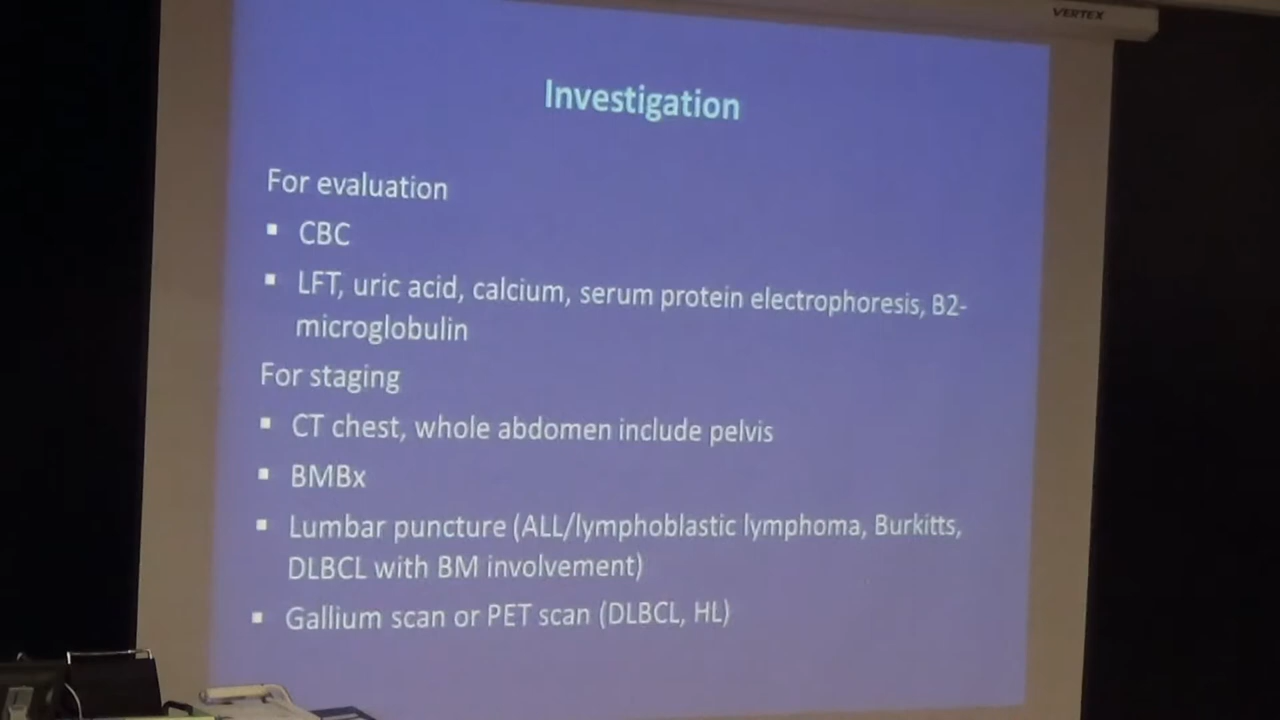 VERTEX
Investigation
For evaluation
▪ CBC
▪ LFT, uric acid, calcium, serum protein electrophoresis, B2-
microglobulin
For staging
▪ CT chest, whole abdomen include pelvis
▪ BMBx
▪ Lumbar puncture (ALL/lymphoblastic lymphoma, Burkitts,
DLBCL with BM involvement)
▪ Gallium scan or PET scan (DLBCL, HL)